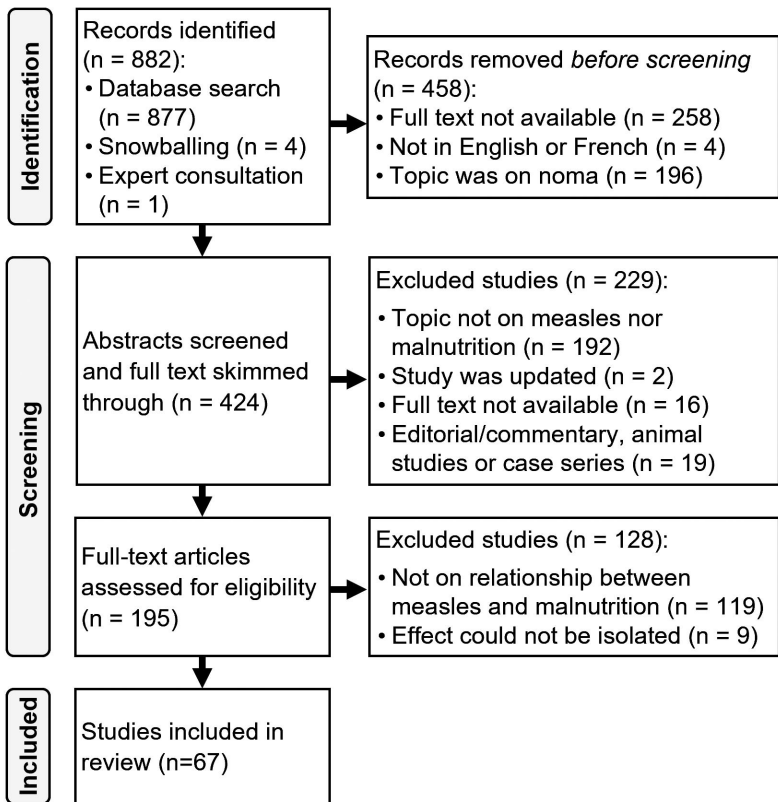 Identification
Records identified
(n = 882):
• Database search
(n = 877)
• Snowballing (n = 4)
• Expert consultation
(n = 1)
Records removed before screening
(n = 458):
• Full text not available (n = 258)
• Not in English or French (n = 4)
• Topic was on noma (n = 196)
Screening
Abstracts screened
and full text skimmed
through (n = 424)
Excluded studies (n = 229):
• Topic not on measles nor
malnutrition (n = 192)
• Study was updated (n = 2)
• Full text not available (n = 16)
• Editorial/commentary, animal
studies or case series (n = 19)
Full-text articles
assessed for eligibility
(n = 195)
Excluded studies (n = 128):
• Not on relationship between
measles and malnutrition (n = 119)
• Effect could not be isolated (n = 9)
Included
Studies included in
review (n=67)